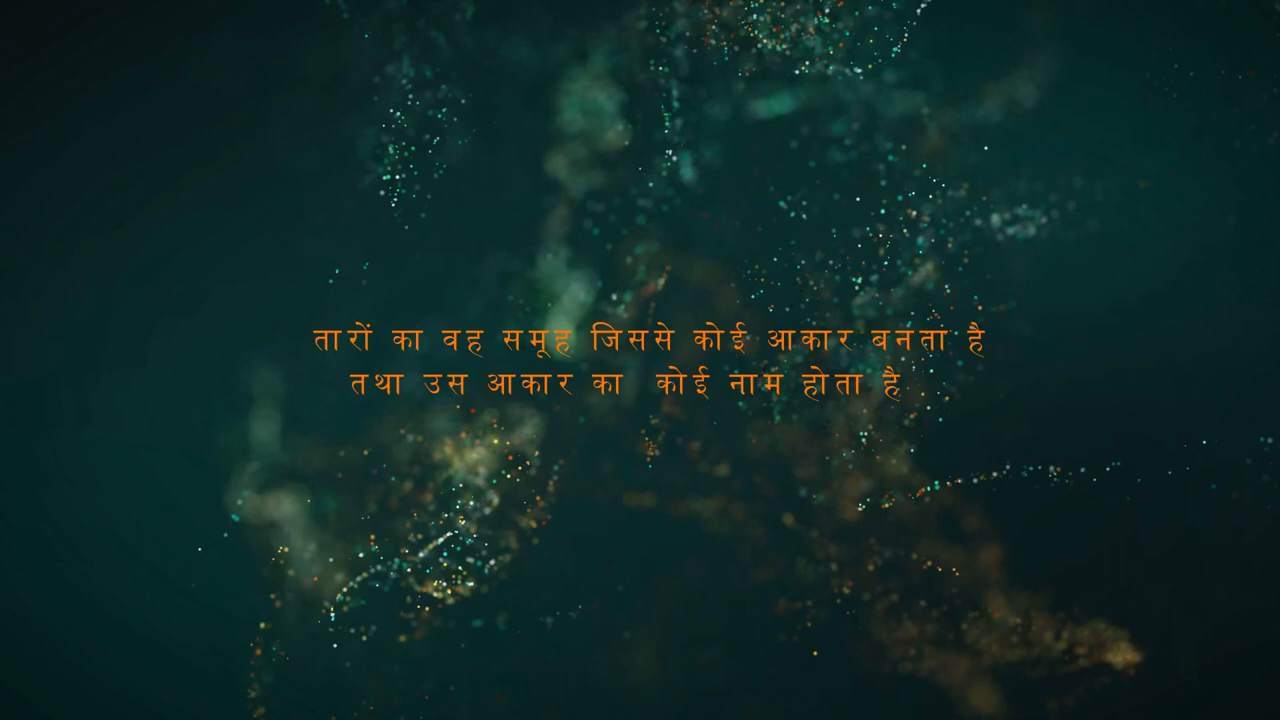 तारों का वह समूह जिससे कोई आकार बनता है
तथा उस आकार का कोई नाम होता है